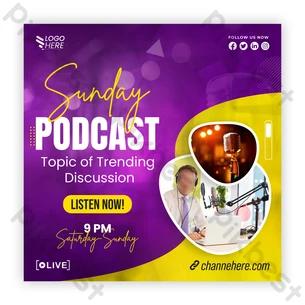 LOGO
HERE
FOLLOW US NOW
Sunday
PODCAST
Topic of Trending
Discussion
LISTEN NOW!
9 PM
Saturday-Sunday
LIVE
channehere.com